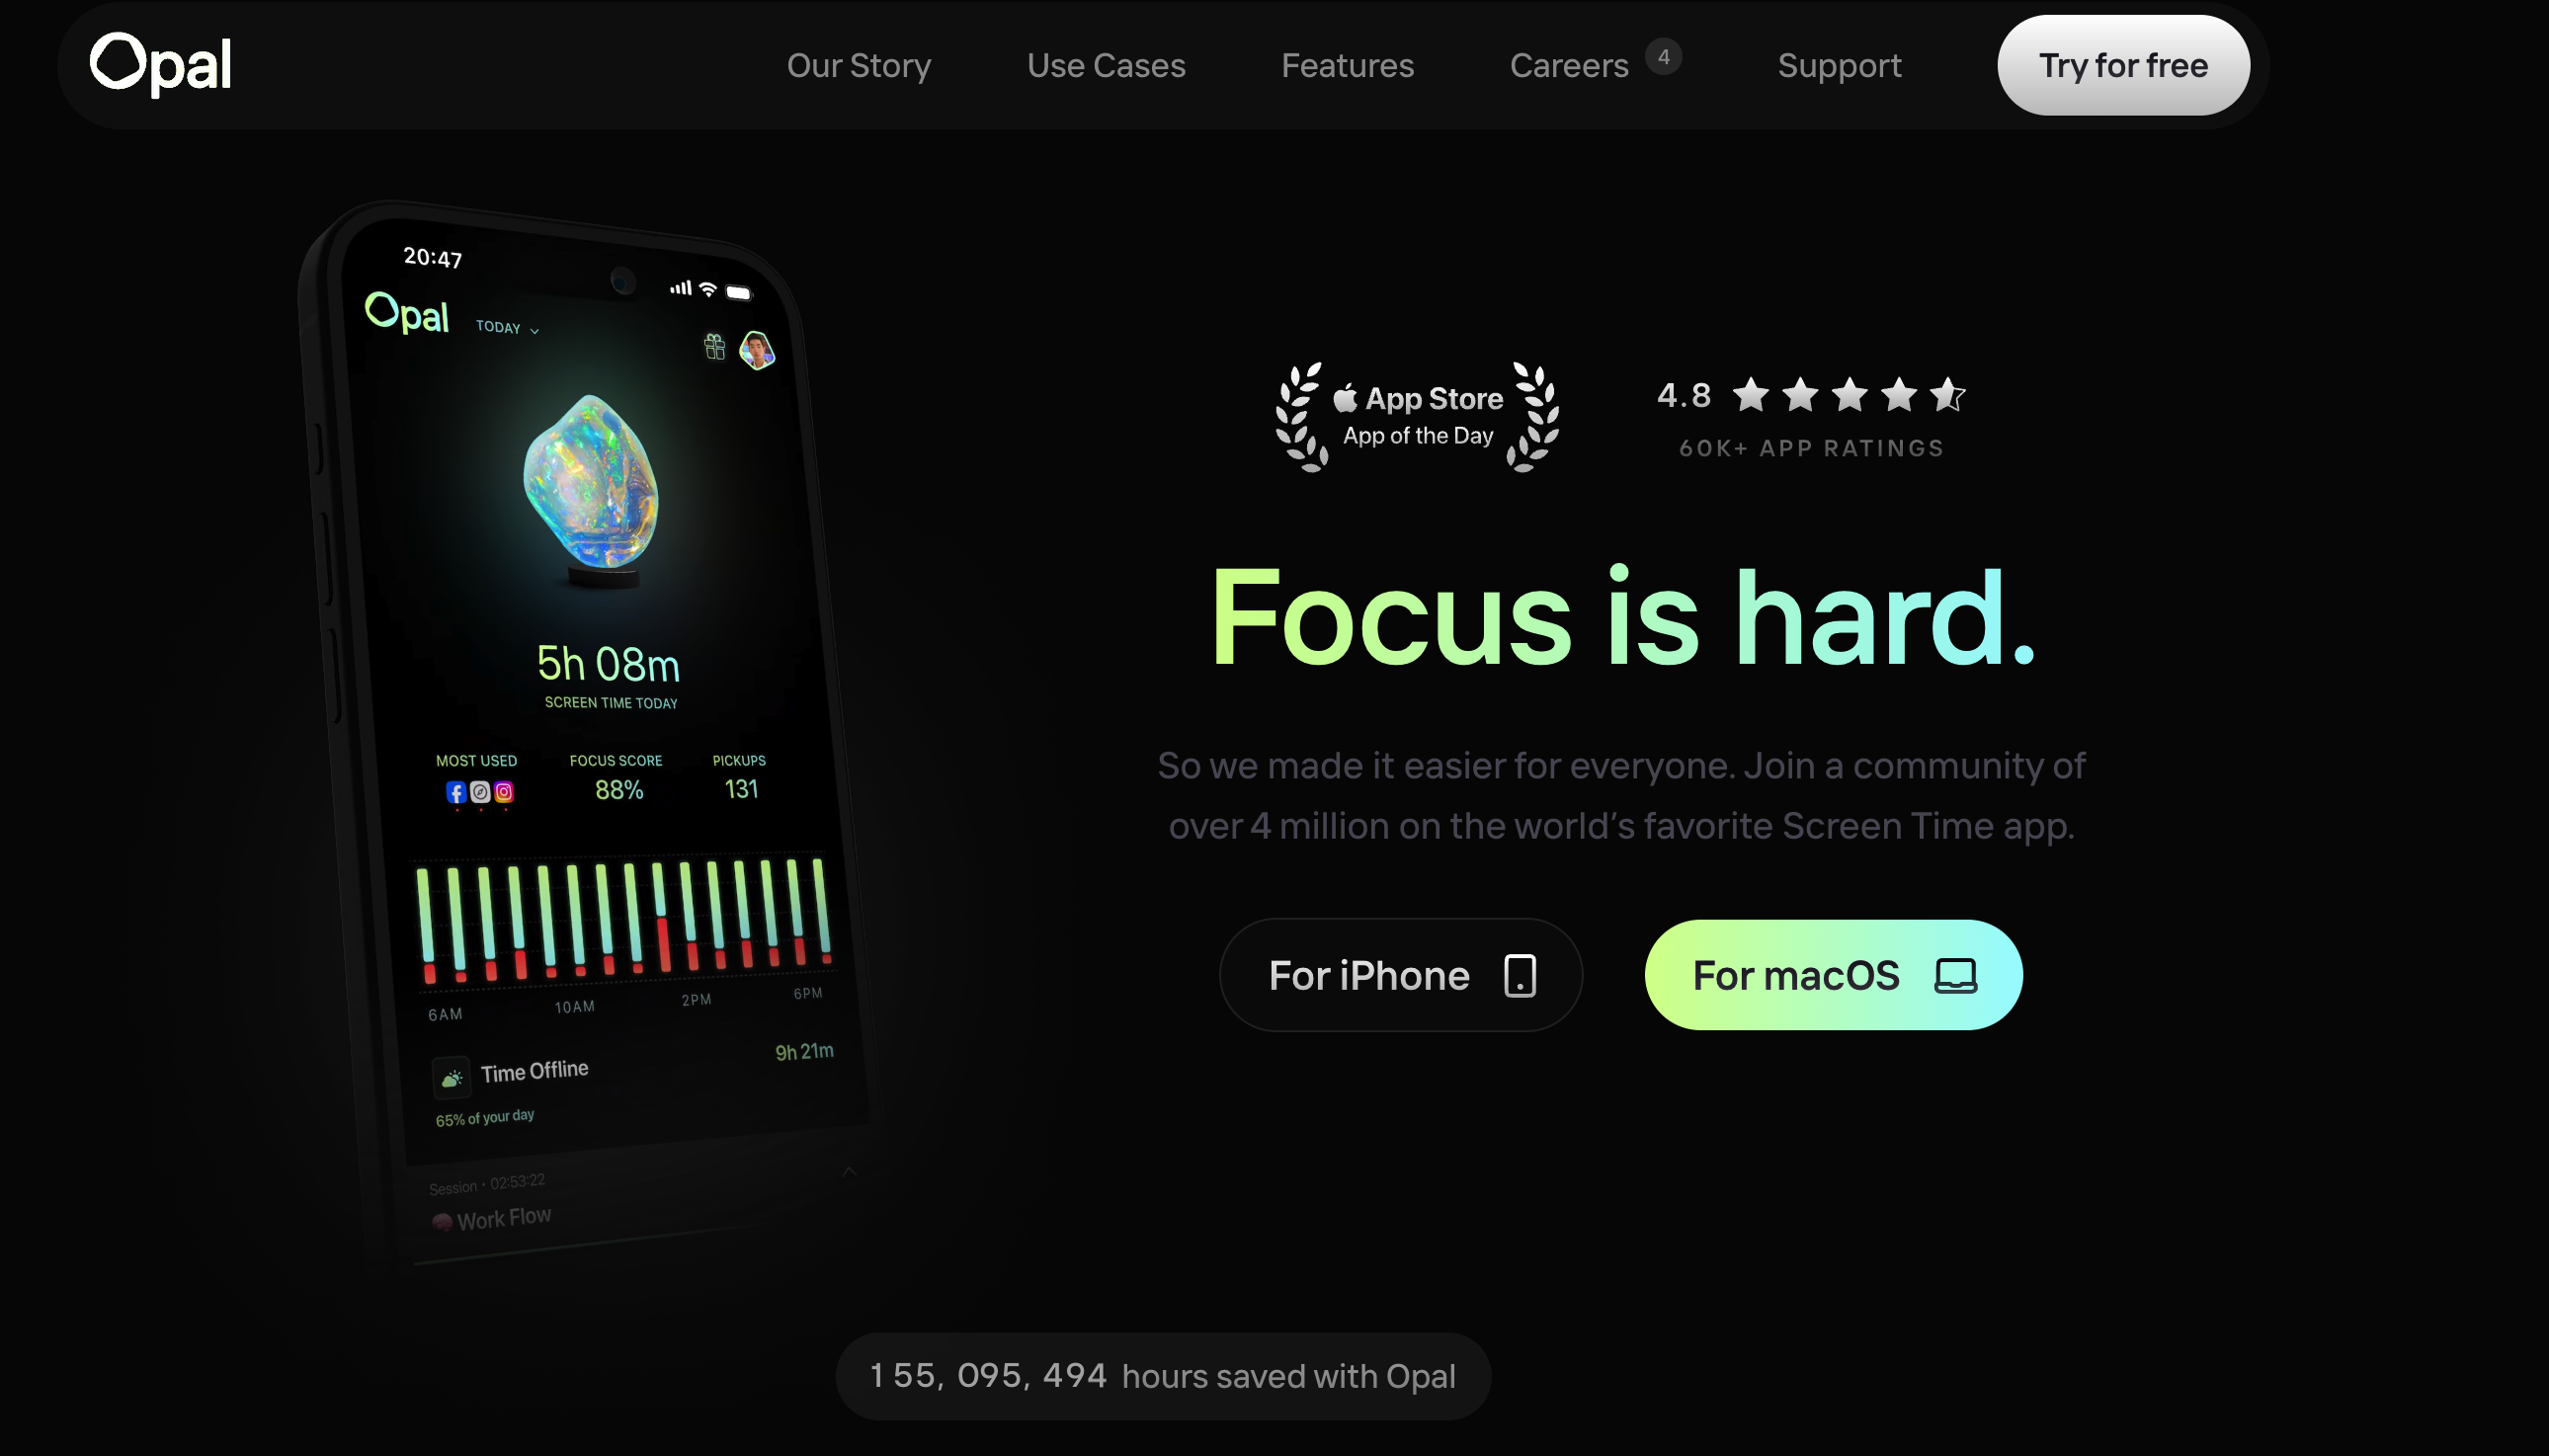 Opal
Our Story
Use Cases
Features
Careers 4
Support
Try for free
20:47
Opal TODAY
5h 08m
SCREEN TIME TODAY
MOST USED FOCUS SCORE PICKUPS
88% 131
6AM 10AM 2PM 6PM
Time Offline 9h 21m
65% of your day
Session • 02:53:22
Work Flow
App Store
App of the Day
4.8
60K+ APP RATINGS
Focus is hard.
So we made it easier for everyone. Join a community of
over 4 million on the world’s favorite Screen Time app.
For iPhone
For macOS
155, 095, 494 hours saved with Opal